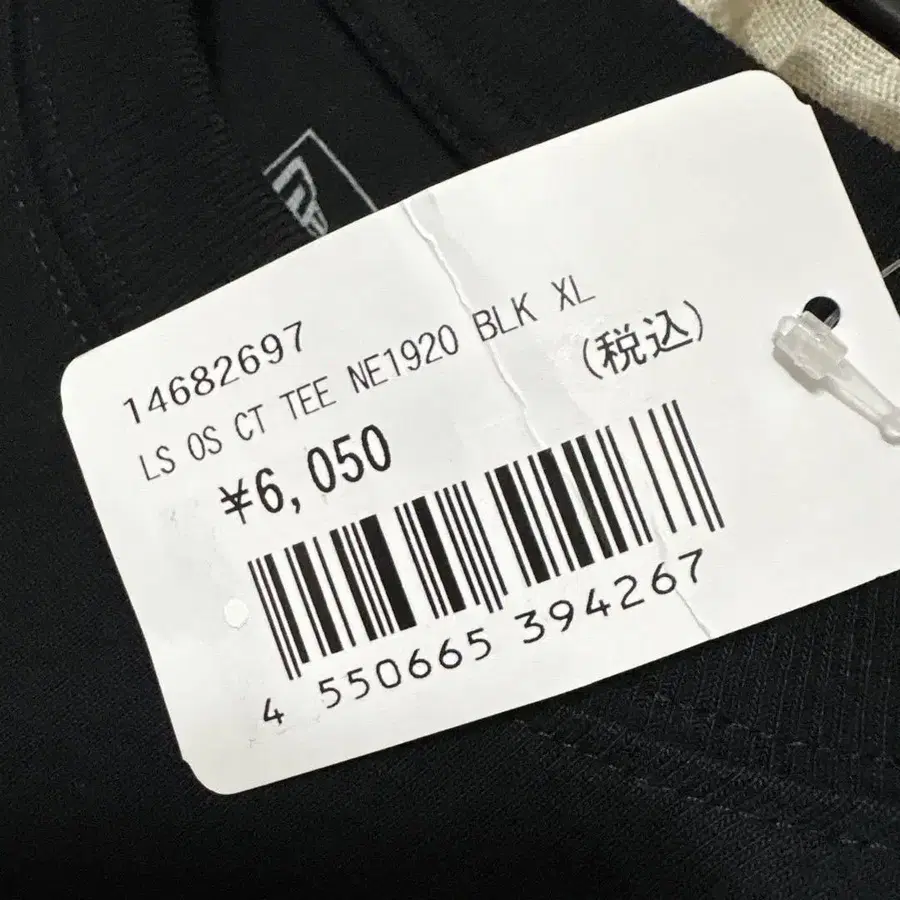 14682697
LS OS CT TEE NE1920 BLK XL
¥6,050
(税込)
4 550665 394267